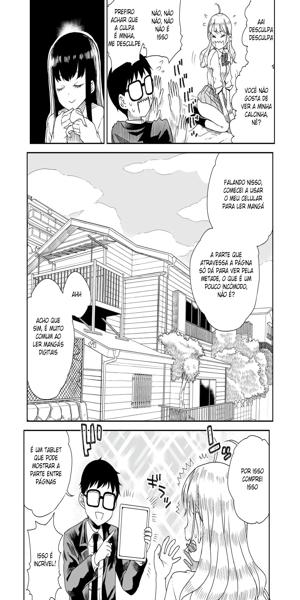 AAI
DESCULPA
VOCÊ NÃO
GOSTA DE
VER A MINHA
CALCINHA,
NÉ?
NÃO, NÃO
NÃO, NÃO
NÃO É
ISSO
PREFIRO
ACHAR QUE
A CULPA
É MINHA,
ME DESCULPE
FALANDO NISSO,
COMECEI A USAR
O MEU CELULAR
PARA LER MANGÁ
A PARTE QUE
ATRAVESSA A PÁGINA
SÓ DÁ PARA VER PELA
METADE, O QUE É UM
POUCO INCÔMODO,
NÃO É?
AHH
ACHO QUE
SIM, É MUITO
COMUM AO
LER MANGÁS
DIGITAIS
POR ISSO
COMPREI
ISSO
É UM TABLET
QUE PODE
MOSTRAR A
PARTE ENTRE
PÁGINAS
ISSO É
INCRÍVEL!